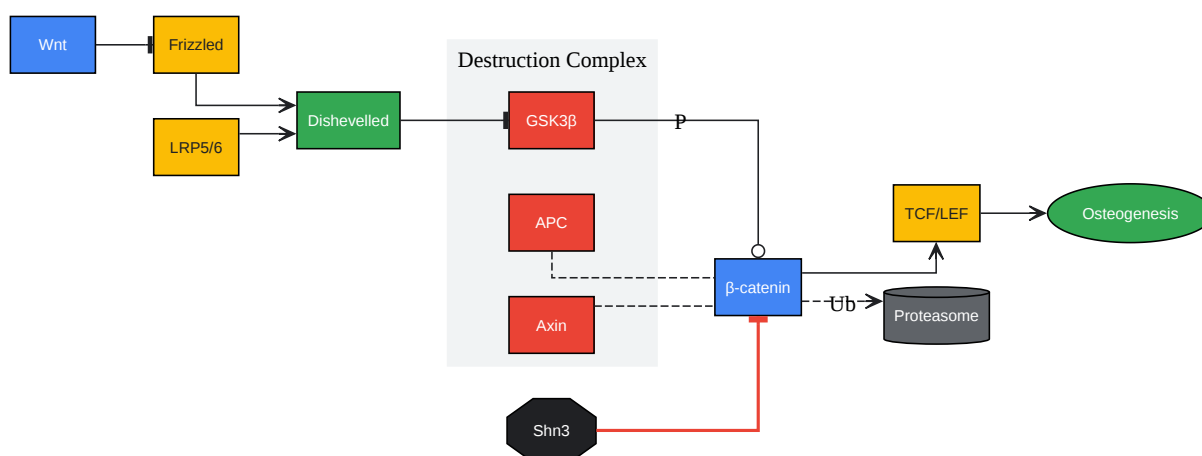 Wnt
Frizzled
LRP5/6
Dishevelled
Destruction Complex
GSK3β
P
APC
Axin
β-catenin
Ub
TCF/LEF
Proteasome
Osteogenesis
Shn3